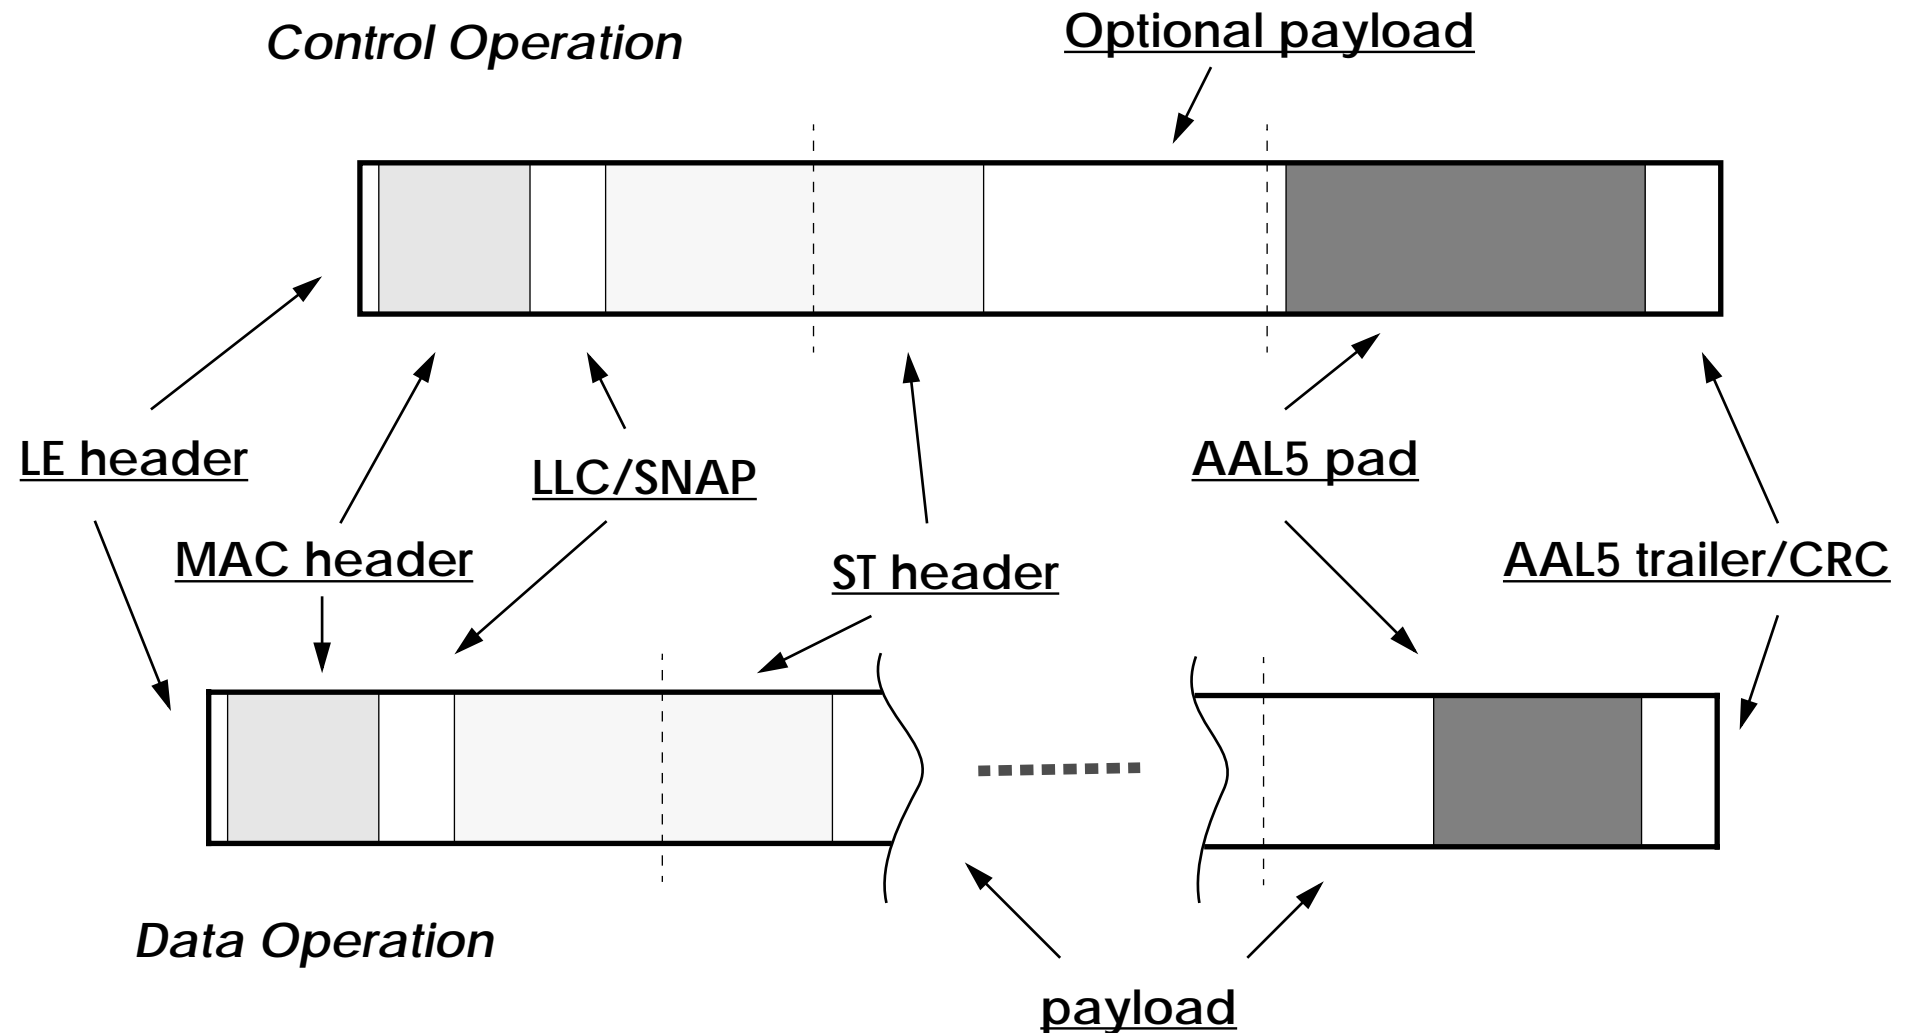 Control Operation
Optional payload
LE header
LLC/SNAP
AAL5 pad
MAC header
ST header
AAL5 trailer/CRC
Data Operation
payload